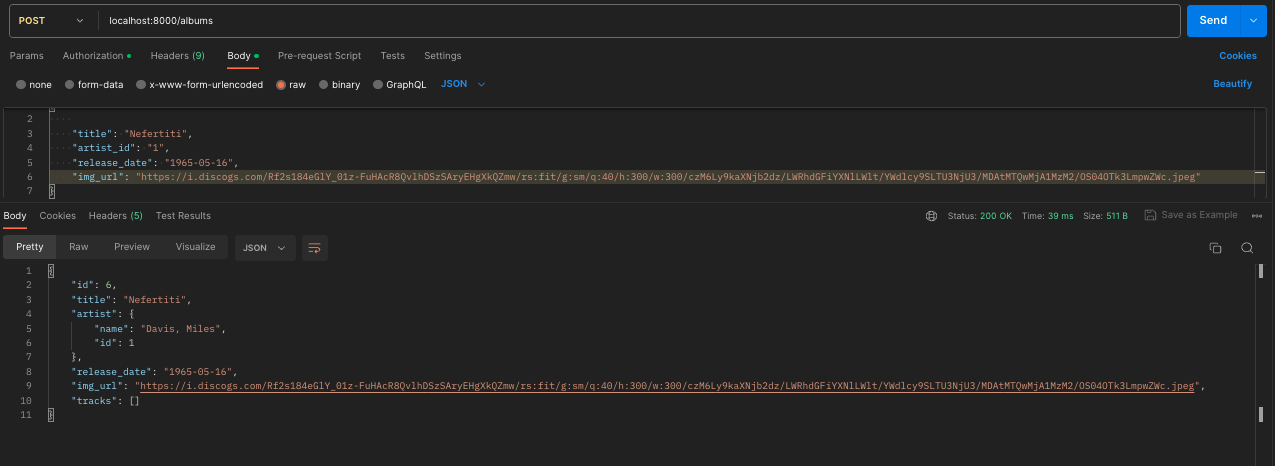 POST localhost:8000/albums Send
Params Authorization Headers (9) Body Pre-request Script Tests Settings Cookies
none form-data x-www-form-urlencoded raw binary GraphQL JSON Beautify
2
3 "title": "Nefertiti",
4 "artist_id": "1",
5 "release_date": "1965-05-16",
6 "img_url": "https://i.discogs.com/Rf2s184eGlY_01z-FuHAcR8QvlhDSzSAryEHgXkQZmw/rs:fit/g:sm/q:40/h:300/w:300/czM6Ly9kaXNjb2dz/LWRhdGFiYXNlLWlt/YWdlcy9SLTU3NjU3/MDAtMTQwMjA1MzM2/OS04OTk3LmpwZWc.jpeg"
7 }
Body Cookies Headers (5) Test Results Status: 200 OK Time: 39 ms Size: 511 B Save as Example
Pretty Raw Preview Visualize JSON
1 {
2 "id": 6,
3 "title": "Nefertiti",
4 "artist": {
5 "name": "Davis, Miles",
6 "id": 1
7 },
8 "release_date": "1965-05-16",
9 "img_url": "https://i.discogs.com/Rf2s184eGlY_01z-FuHAcR8QvlhDSzSAryEHgXkQZmw/rs:fit/g:sm/q:40/h:300/w:300/czM6Ly9kaXNjb2dz/LWRhdGFiYXNlLWlt/YWdlcy9SLTU3NjU3/MDAtMTQwMjA1MzM2/OS04OTk3LmpwZWc.jpeg",
10 "tracks": []
11 }